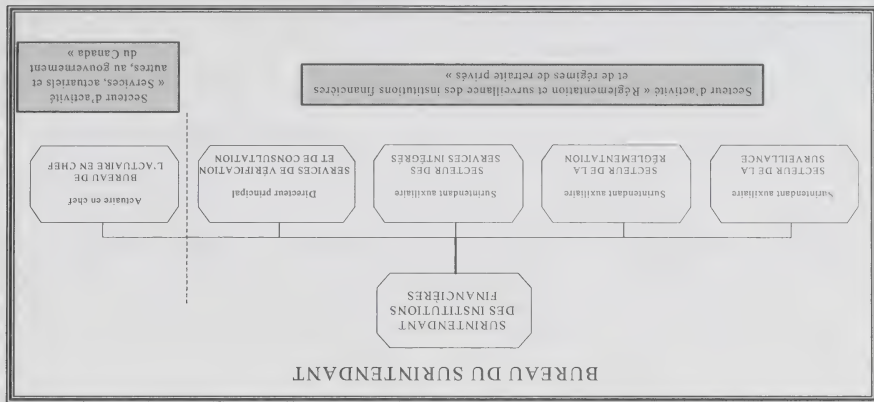 BUREAU DU SURINTENDANT
SURINTENDANT
DES INSTITUTIONS
FINANCIÈRES
Surintendant auxiliaire
SECTEUR DE LA
SURVEILLANCE
Surintendant auxiliaire
SECTEUR DE LA
RÉGLEMENTATION
Surintendant auxiliaire
SECTEUR DES
SERVICES INTÉGRÉS
Directeur principal
SERVICES DE VÉRIFICATION
ET DE CONSULTATION
Actuaire en chef
BUREAU DE
L'ACTUAIRE EN CHEF
Secteur d'activité « Réglementation et surveillance des institutions financières
et de régimes de retraite privés »
Secteur d'activité
« Services, actuariels et
autres, au gouvernement
du Canada »